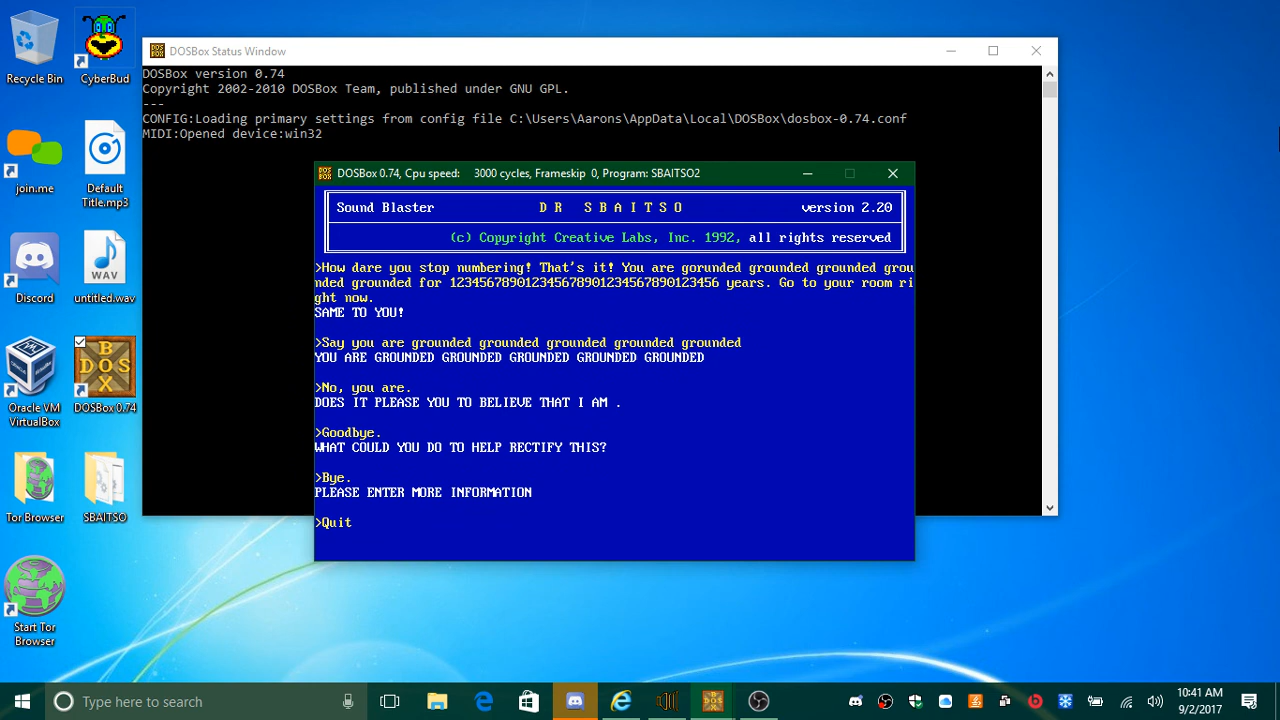 Recycle Bin
CyberBud
join.me
Default
Title.mp3
Discord
WAV
untitled.wav
Oracle VM
VirtualBox
DOS
BOX
DOSBox 0.74
Tor Browser
SBAITSO
Start Tor
Browser
DOSBox Status Window
DOSBox version 0.74
Copyright 2002-2010 DOSBox Team, published under GNU GPL.
---
CONFIG:Loading primary settings from config file C:\Users\Aarons\AppData\Local\DOSBox\dosbox-0.74.conf
MIDI:Opened device:win32
DOSBox 0.74, Cpu speed: 3000 cycles, Frameskip 0, Program: SBAITSO2
Sound Blaster D R S B A I T S O version 2.20
(c) Copyright Creative Labs, Inc. 1992, all rights reserved
>How dare you stop numbering! That's it! You are gorunded grounded grounded grou
nded grounded for 123456789012345678901234567890123456 years. Go to your room ri
ght now.
SAME TO YOU!
>Say you are grounded grounded grounded grounded grounded
YOU ARE GROUNDED GROUNDED GROUNDED GROUNDED GROUNDED
>No, you are.
DOES IT PLEASE YOU TO BELIEVE THAT I AM .
>Goodbye.
WHAT COULD YOU DO TO HELP RECTIFY THIS?
>Bye.
PLEASE ENTER MORE INFORMATION
>Quit
Type here to search
10:41 AM
9/2/2017